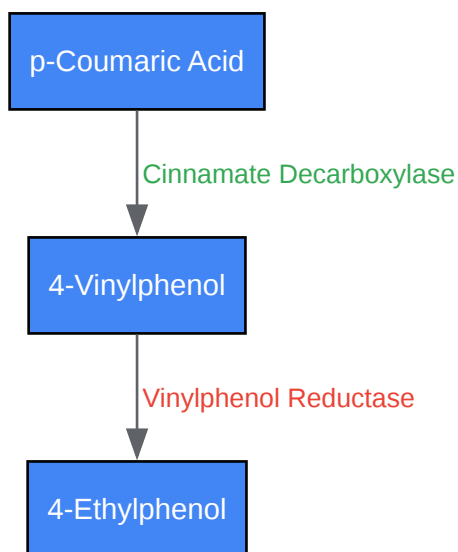 p-Coumaric Acid
Cinnamate Decarboxylase
4-Vinylphenol
Vinylphenol Reductase
4-Ethylphenol